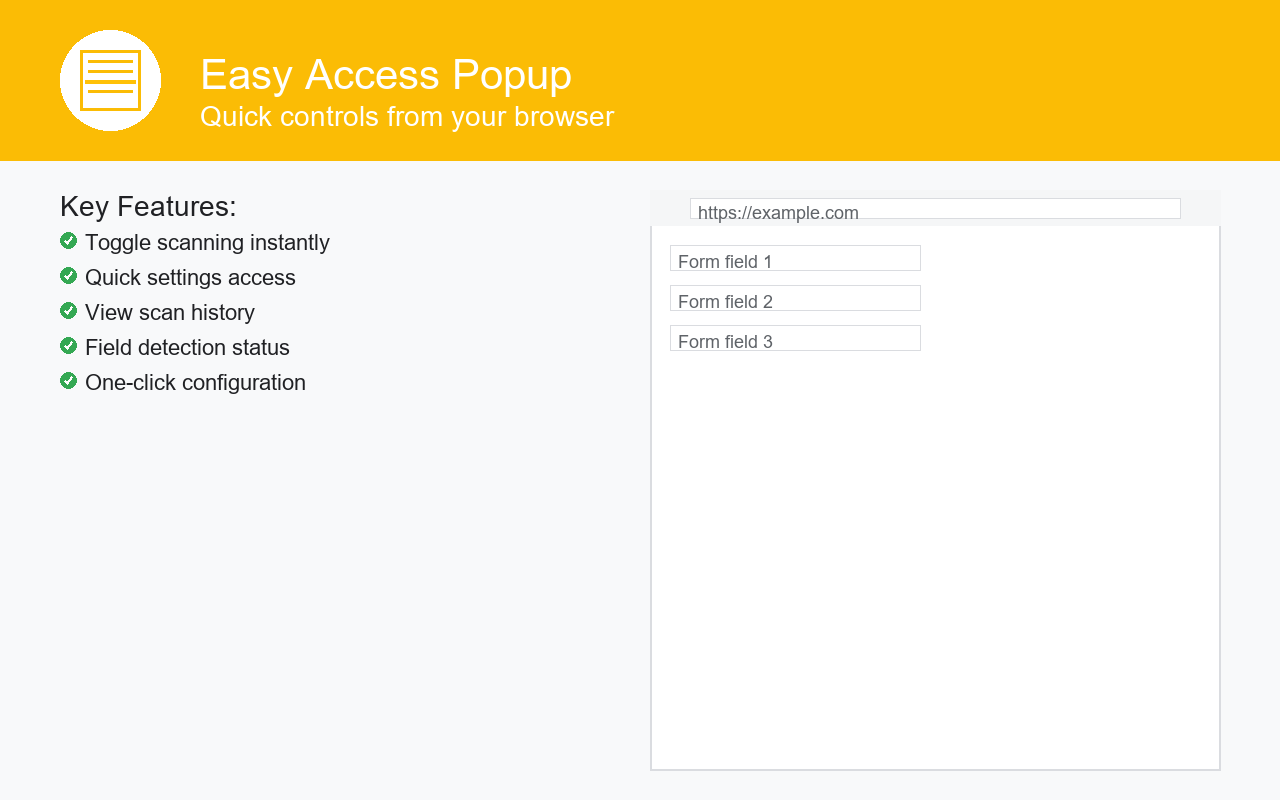 Easy Access Popup
Quick controls from your browser
Key Features:
Toggle scanning instantly
Quick settings access
View scan history
Field detection status
One-click configuration
https://example.com
Form field 1
Form field 2
Form field 3